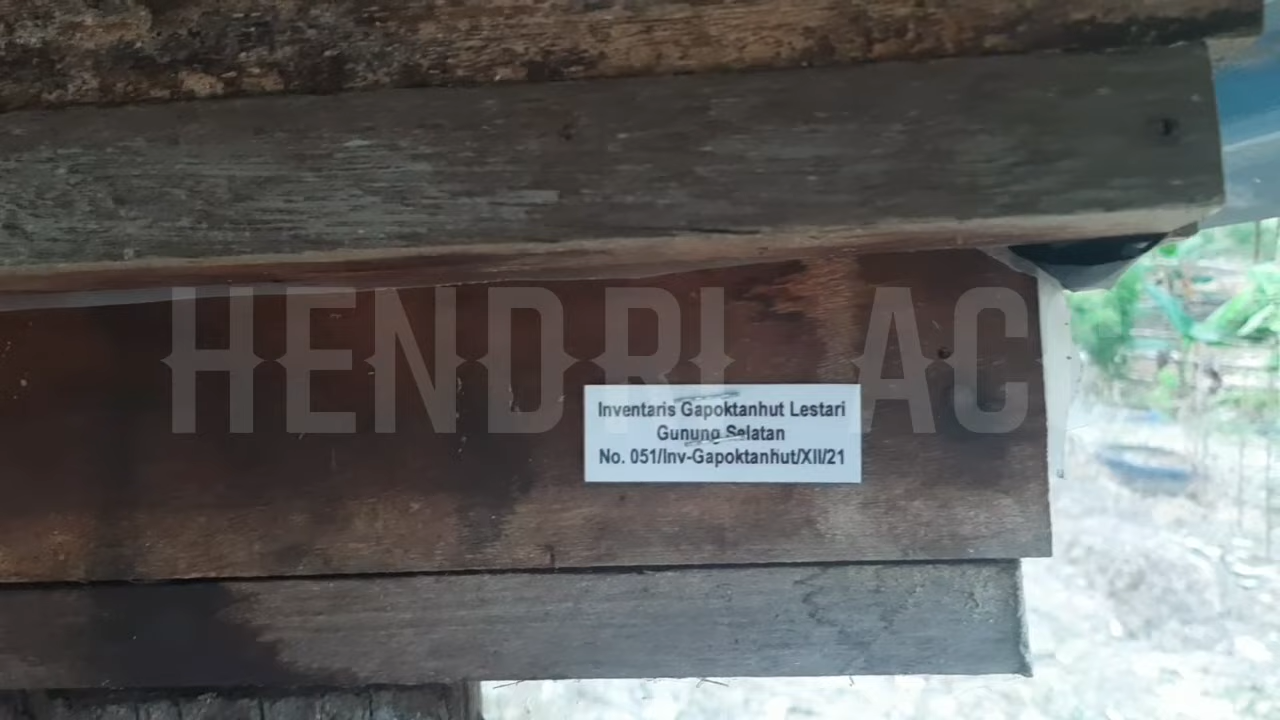 HENDRI AC
Inventaris Gapoktanhut Lestari
Gunung Selatan
No. 051/Inv-Gapoktanhut/XII/21